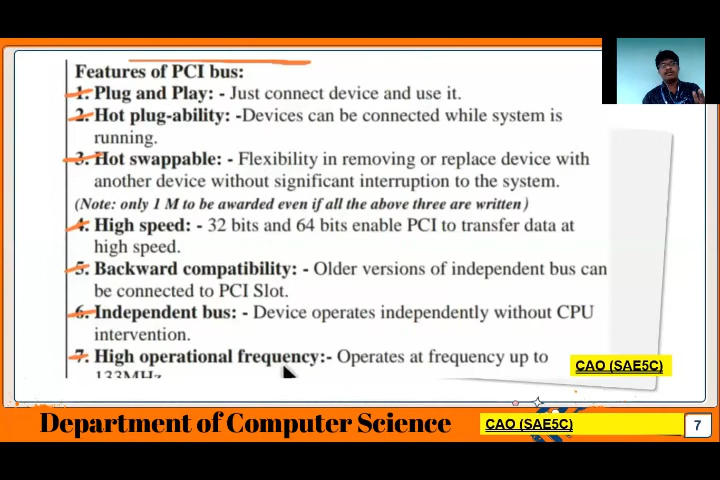 Features of PCI bus:
1. Plug and Play: - Just connect device and use it.
2. Hot plug-ability: -Devices can be connected while system is
running.
3. Hot swappable: - Flexibility in removing or replace device with
another device without significant interruption to the system.
(Note: only 1 M to be awarded even if all the above three are written)
4. High speed: - 32 bits and 64 bits enable PCI to transfer data at
high speed.
5. Backward compatibility: - Older versions of independent bus can
be connected to PCI Slot.
6. Independent bus: - Device operates independently without CPU
intervention.
7. High operational frequency:- Operates at frequency up to
133MHz
CAO (SAE5C)
Department of Computer Science
CAO (SAE5C)
7